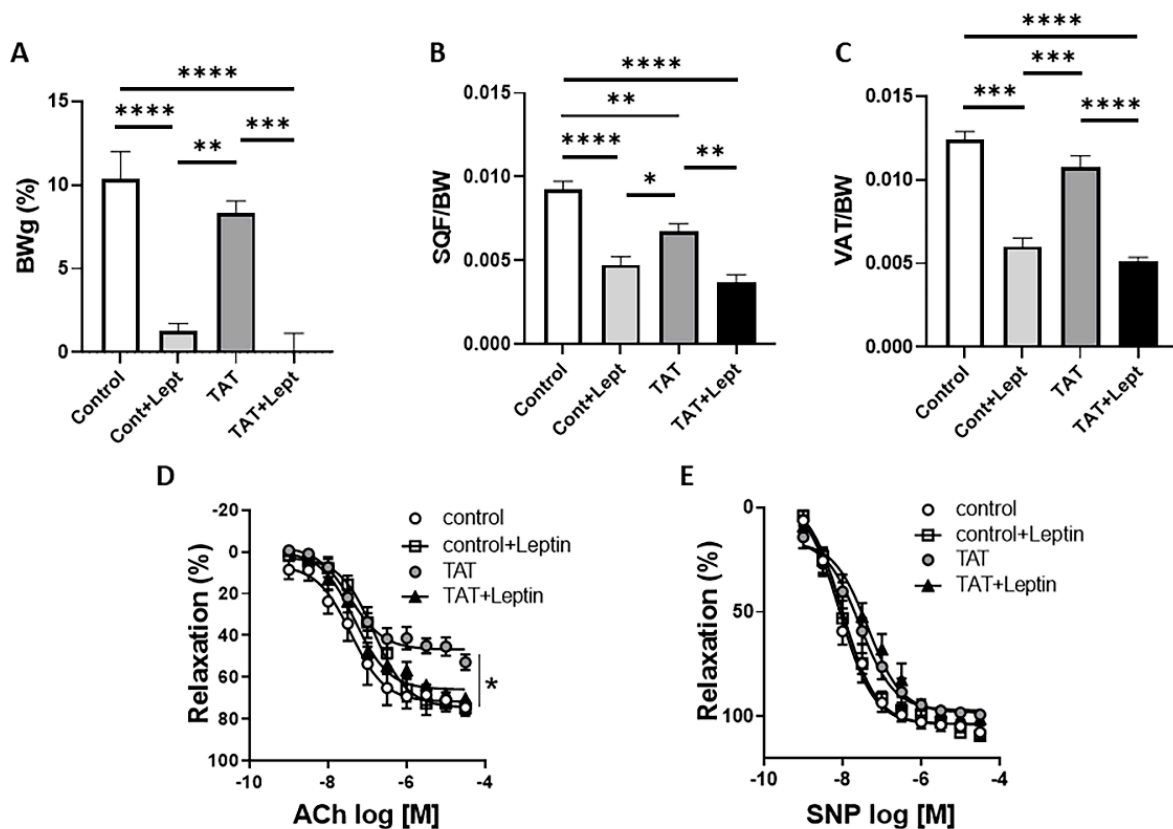 A
****
****
***
**
BWg (%)
15
10
5
0
Control
Cont+Lept
TAT
TAT+Lept
B
****
**
****
**
*
SQF/BW
0.015
0.010
0.005
0.000
Control
Cont+Lept
TAT
TAT+Lept
C
****
***
***
****
VAT/BW
0.015
0.010
0.005
0.000
Control
Cont+Lept
TAT
TAT+Lept
D
Relaxation (%)
-20
0
20
40
60
80
100
control
control+Leptin
TAT
TAT+Leptin
*
-10
-8
-6
-4
ACh log [M]
E
Relaxation (%)
0
50
100
control
control+Leptin
TAT
TAT+Leptin
-10
-8
-6
-4
SNP log [M]